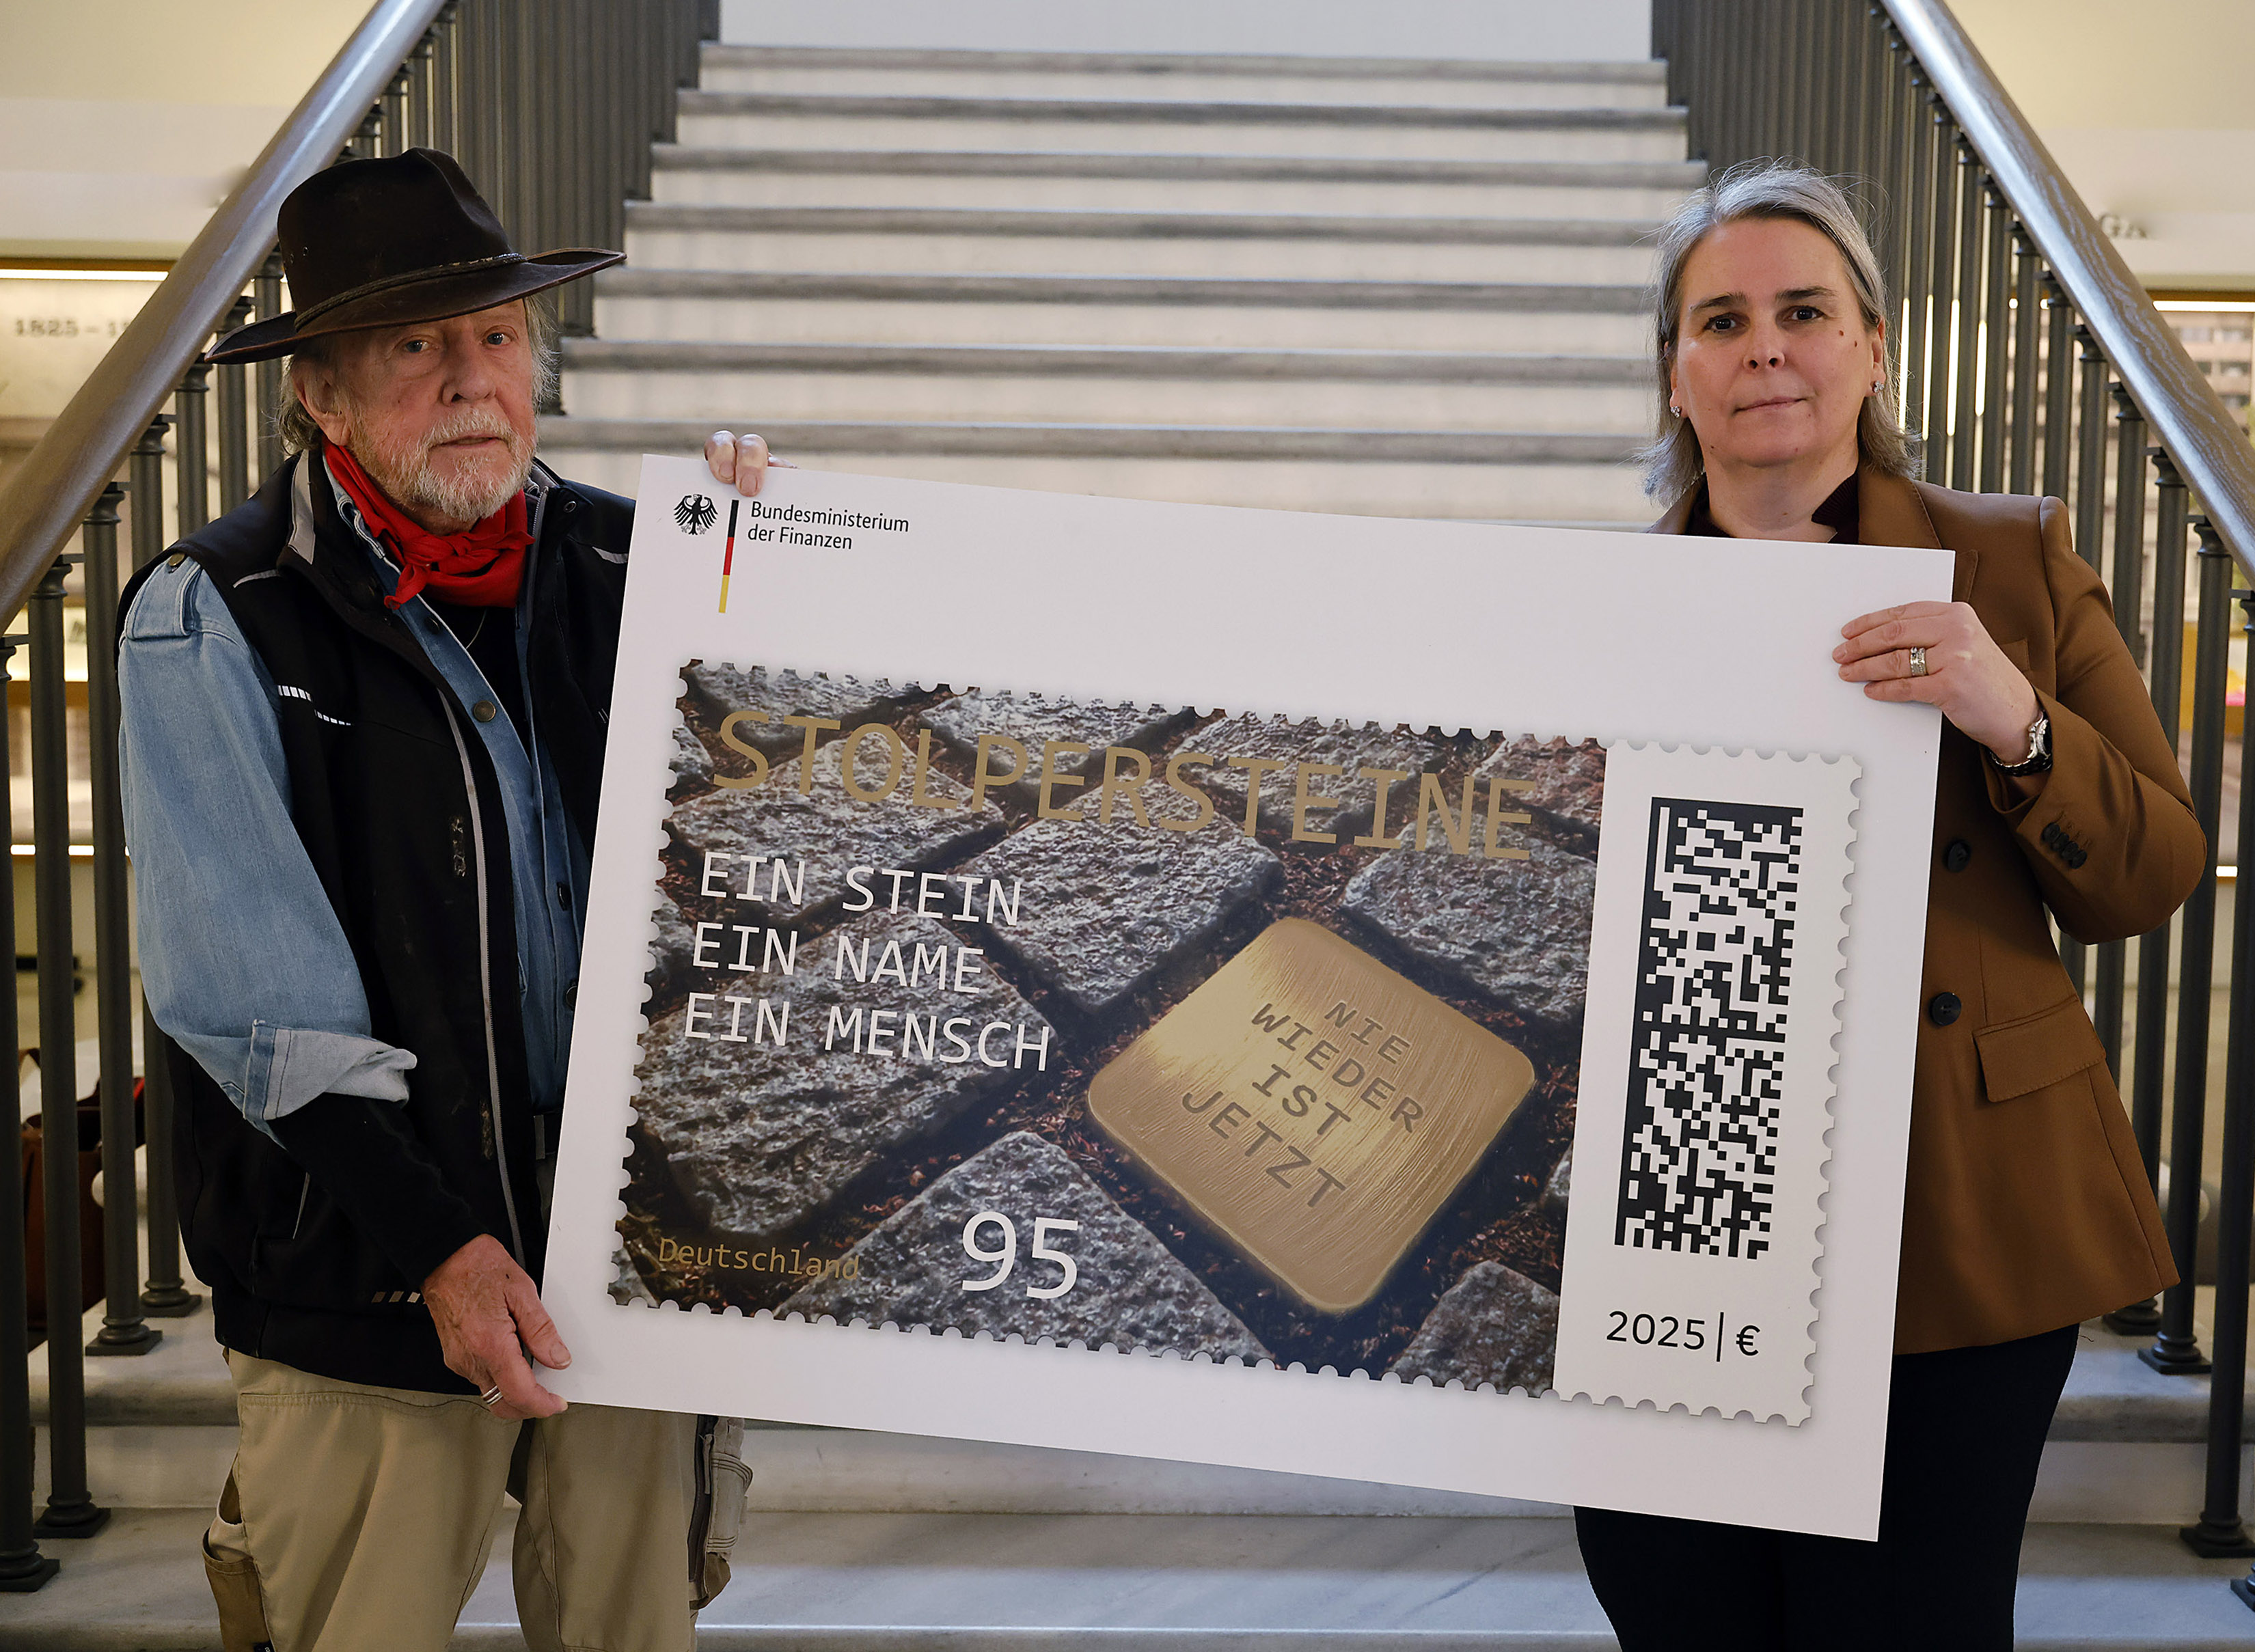 Bundesministerium
der Finanzen
STOLPERSTEINE
EIN STEIN
EIN NAME
EIN MENSCH
NIE
WIEDER
IST
JETZT
Deutschland
95
2025 | €